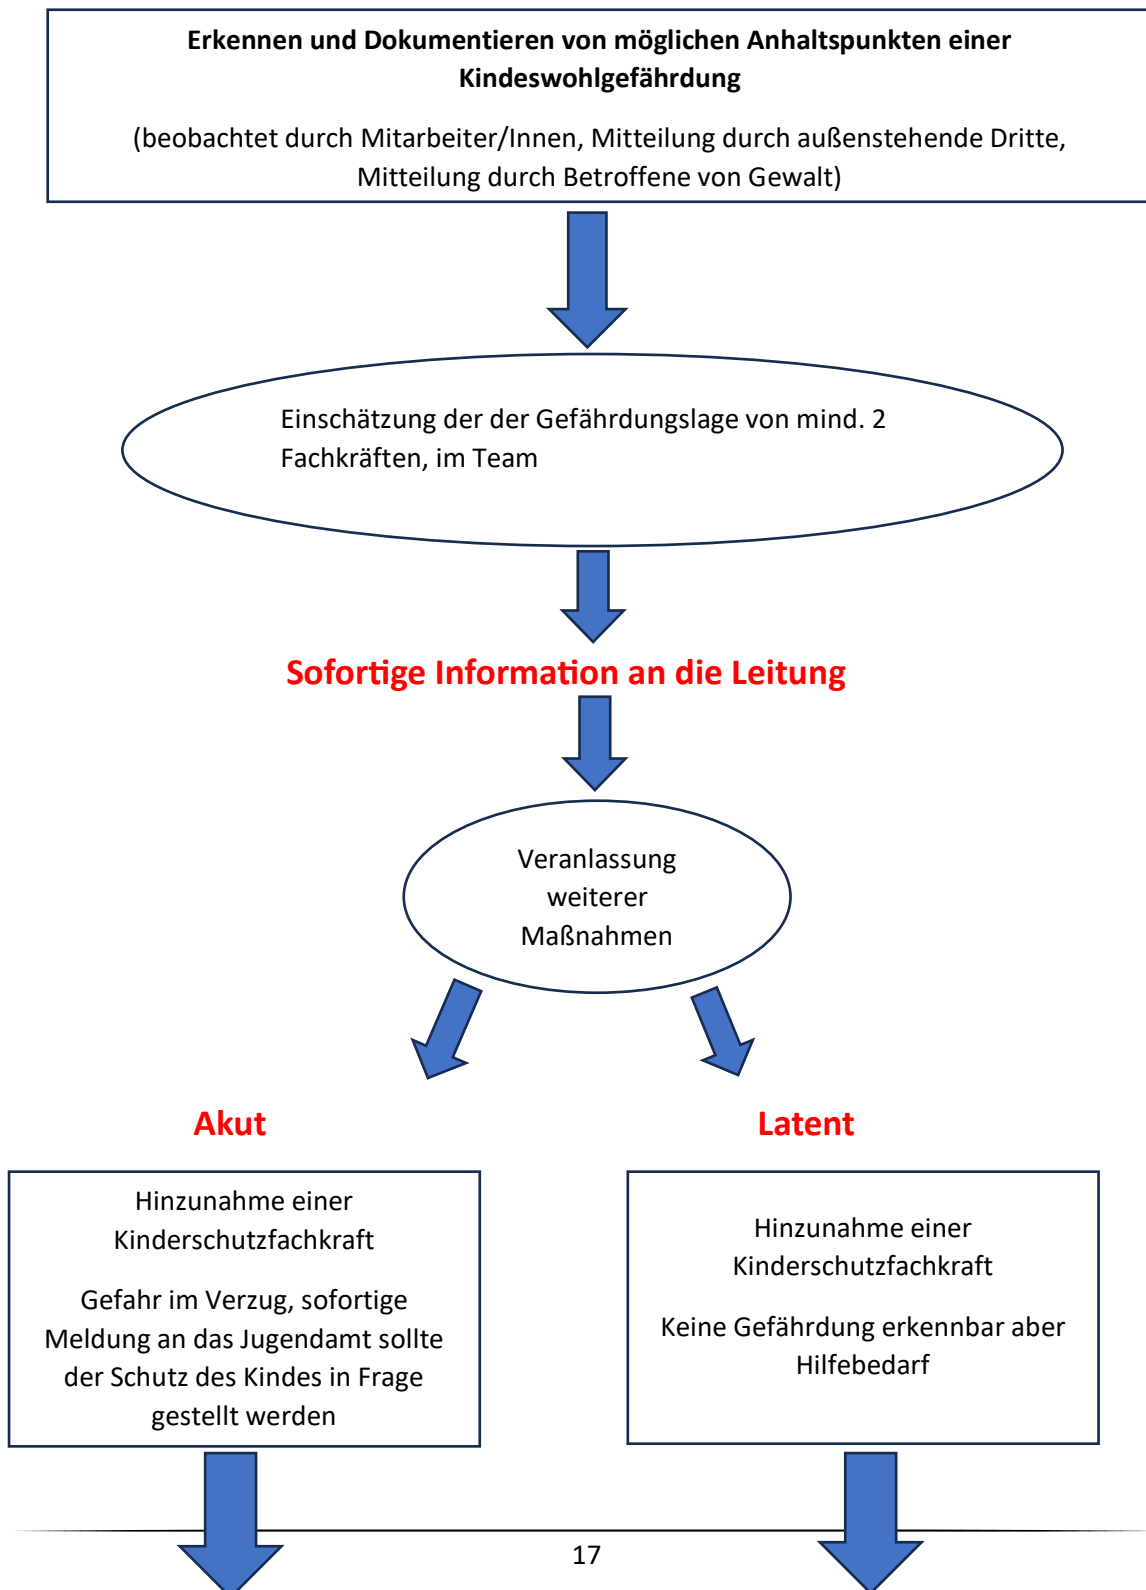 Erkennen und Dokumentieren von möglichen Anhaltspunkten einer
Kindeswohlgefährdung
(beobachtet durch Mitarbeiter/Innen, Mitteilung durch außenstehende Dritte,
Mitteilung durch Betroffene von Gewalt)
Einschätzung der der Gefährdungslage von mind. 2
Fachkräften, im Team
Sofortige Information an die Leitung
Veranlassung
weiterer
Maßnahmen
Akut
Hinzunahme einer
Kinderschutzfachkraft
Gefahr im Verzug, sofortige
Meldung an das Jugendamt sollte
der Schutz des Kindes in Frage
gestellt werden
Latent
Hinzunahme einer
Kinderschutzfachkraft
Keine Gefährdung erkennbar aber
Hilfebedarf
17